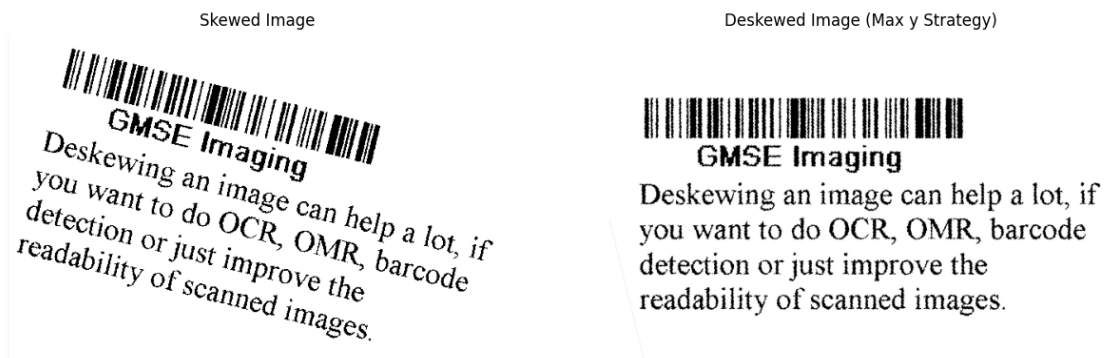 Skewed Image
GMSE Imaging
Deskewing an image can help a lot, if
you want to do OCR, OMR, barcode
detection or just improve the
readability of scanned images.
Deskewed Image (Max y Strategy)
GMSE Imaging
Deskewing an image can help a lot, if
you want to do OCR, OMR, barcode
detection or just improve the
readability of scanned images.